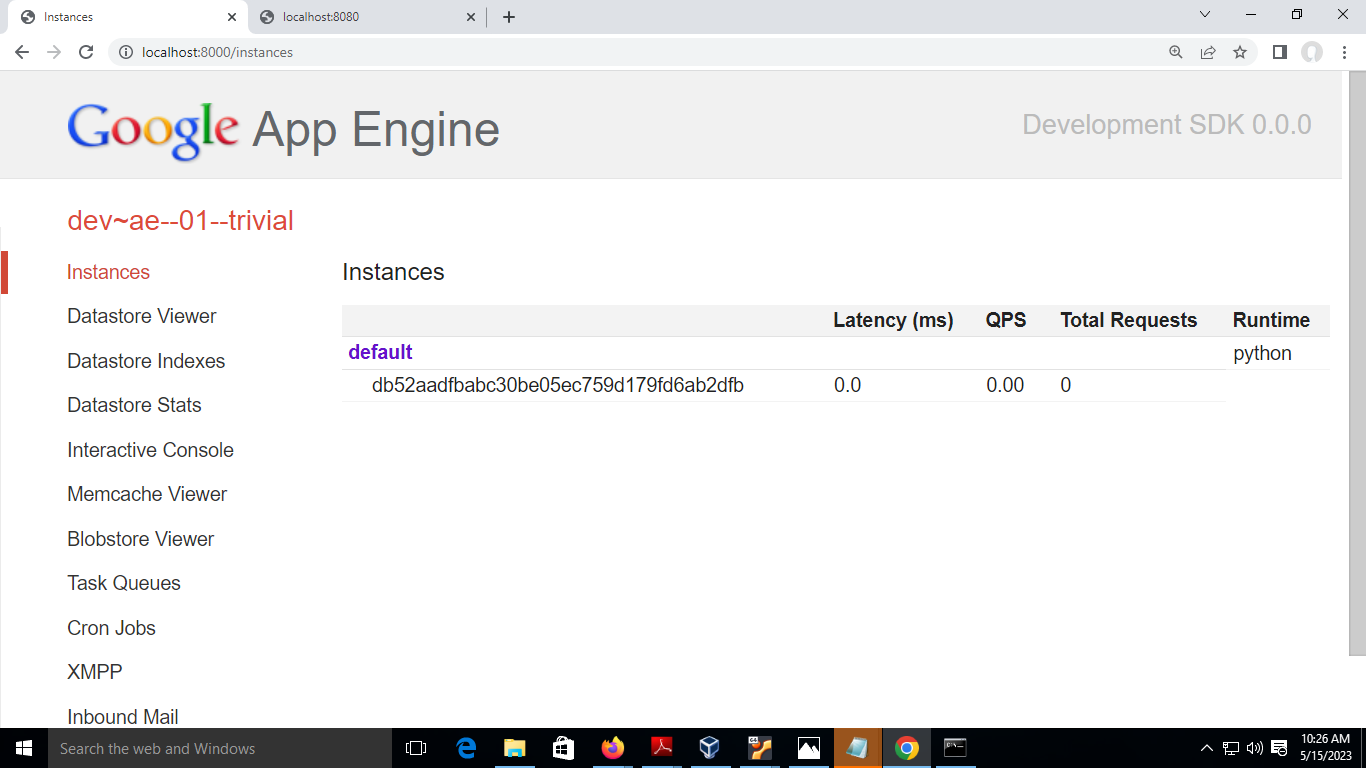 Instances
localhost:8080
localhost:8000/instances
Google App Engine
Development SDK 0.0.0
dev~ae--01--trivial
Instances
Datastore Viewer
Datastore Indexes
Datastore Stats
Interactive Console
Memcache Viewer
Blobstore Viewer
Task Queues
Cron Jobs
XMPP
Inbound Mail
Instances
Latency (ms) QPS Total Requests Runtime
default python
db52aadfbabc30be05ec759d179fd6ab2dfb 0.0 0.00 0
Search the web and Windows
10:26 AM
5/15/2023